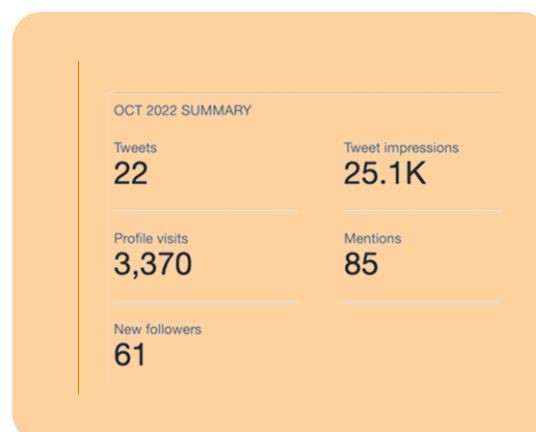 OCT 2022 SUMMARY
Tweets
22
Tweet impressions
25.1K
Profile visits
3,370
Mentions
85
New followers
61